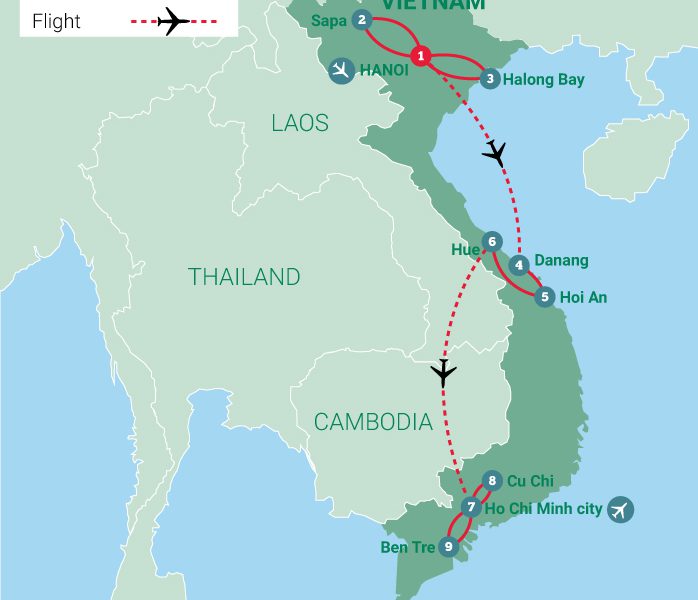 VIETNAM
Flight
Sapa 2
1
HANOI
3 Halong Bay
LAOS
6
Hue
4 Danang
5 Hoi An
THAILAND
CAMBODIA
8 Cu Chi
7 Ho Chi Minh city
Ben Tre 9